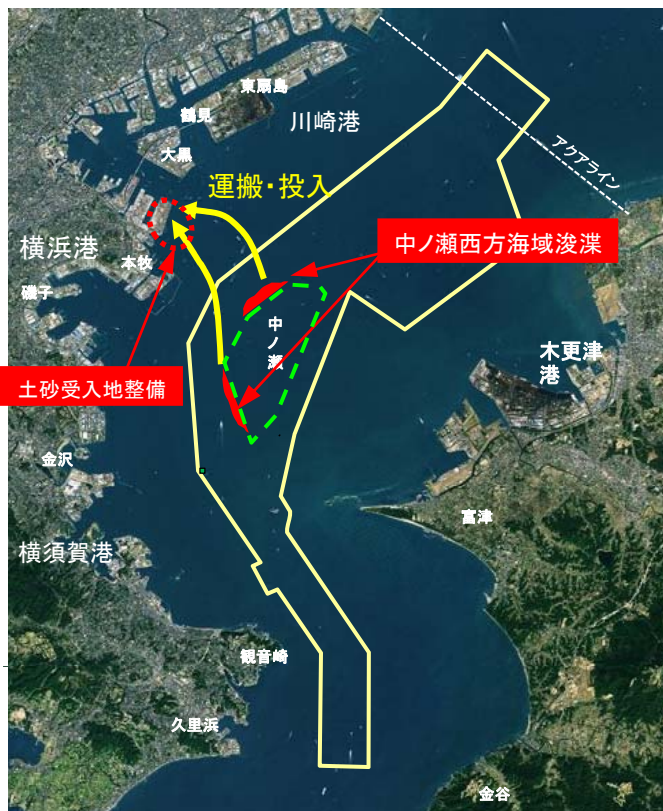 東扇島
鶴見
川崎港
大黒
アクアライン
運搬・投入
横浜港
本牧
中ノ瀬西方海域浚渫
磯子
中ノ瀬
木更津
港
土砂受入地整備
金沢
富津
横須賀港
観音崎
久里浜
金谷